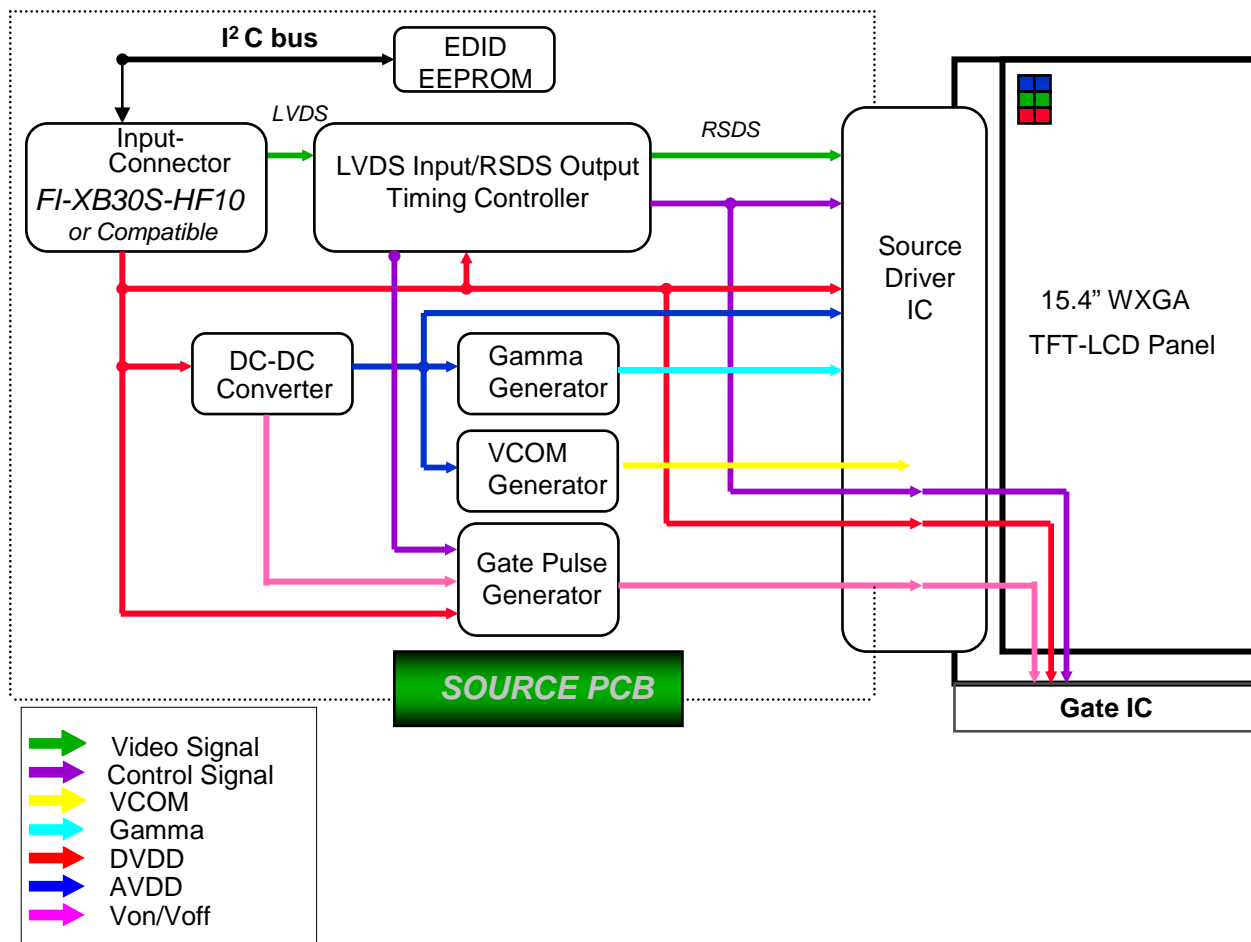 I² C bus
EDID
EEPROM
LVDS
RSDS
Input-
Connector
FI-XB30S-HF10
or Compatible
LVDS Input/RSDS Output
Timing Controller
Source
Driver
IC
15.4” WXGA
TFT-LCD Panel
DC-DC
Converter
Gamma
Generator
VCOM
Generator
Gate Pulse
Generator
SOURCE PCB
Gate IC
Video Signal
Control Signal
VCOM
Gamma
DVDD
AVDD
Von/Voff